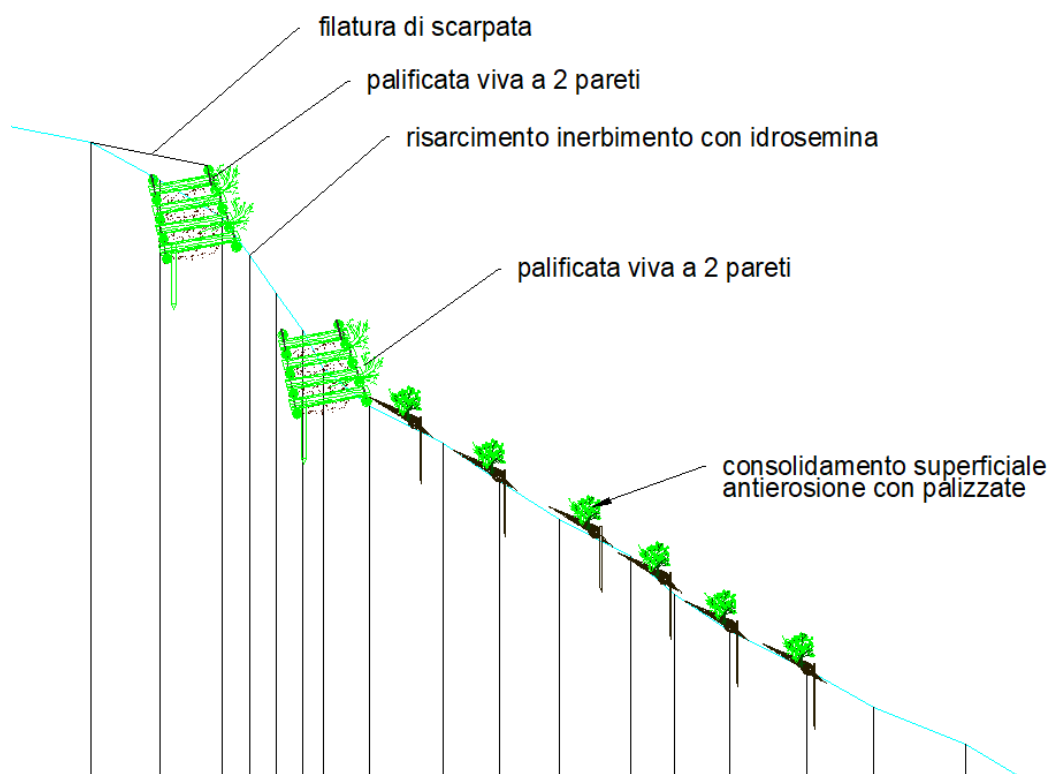 filatura di scarpata
palificata viva a 2 pareti
risarcimento inerbimento con idrosemina
palificata viva a 2 pareti
consolidamento superficiale
antierosione con palizzate